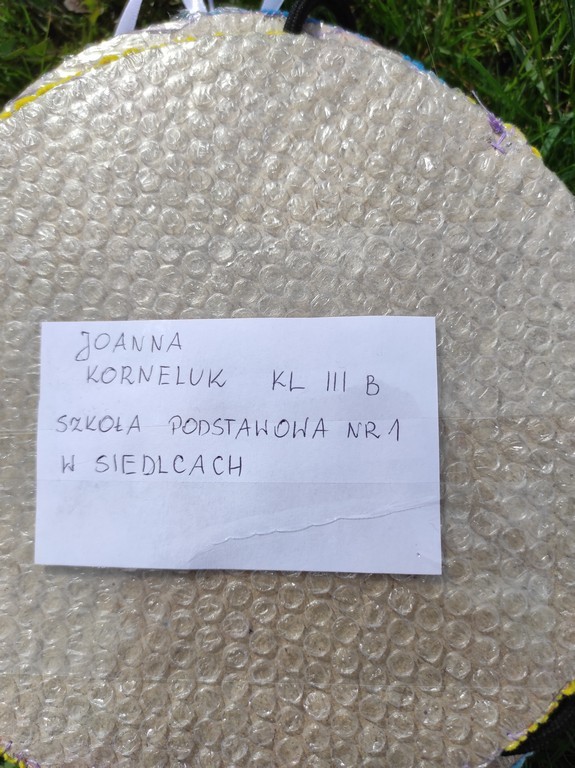 JOANNA
KORNELUK KL III B
SZKOŁA PODSTAWOWA NR 1
W SIEDLCACH